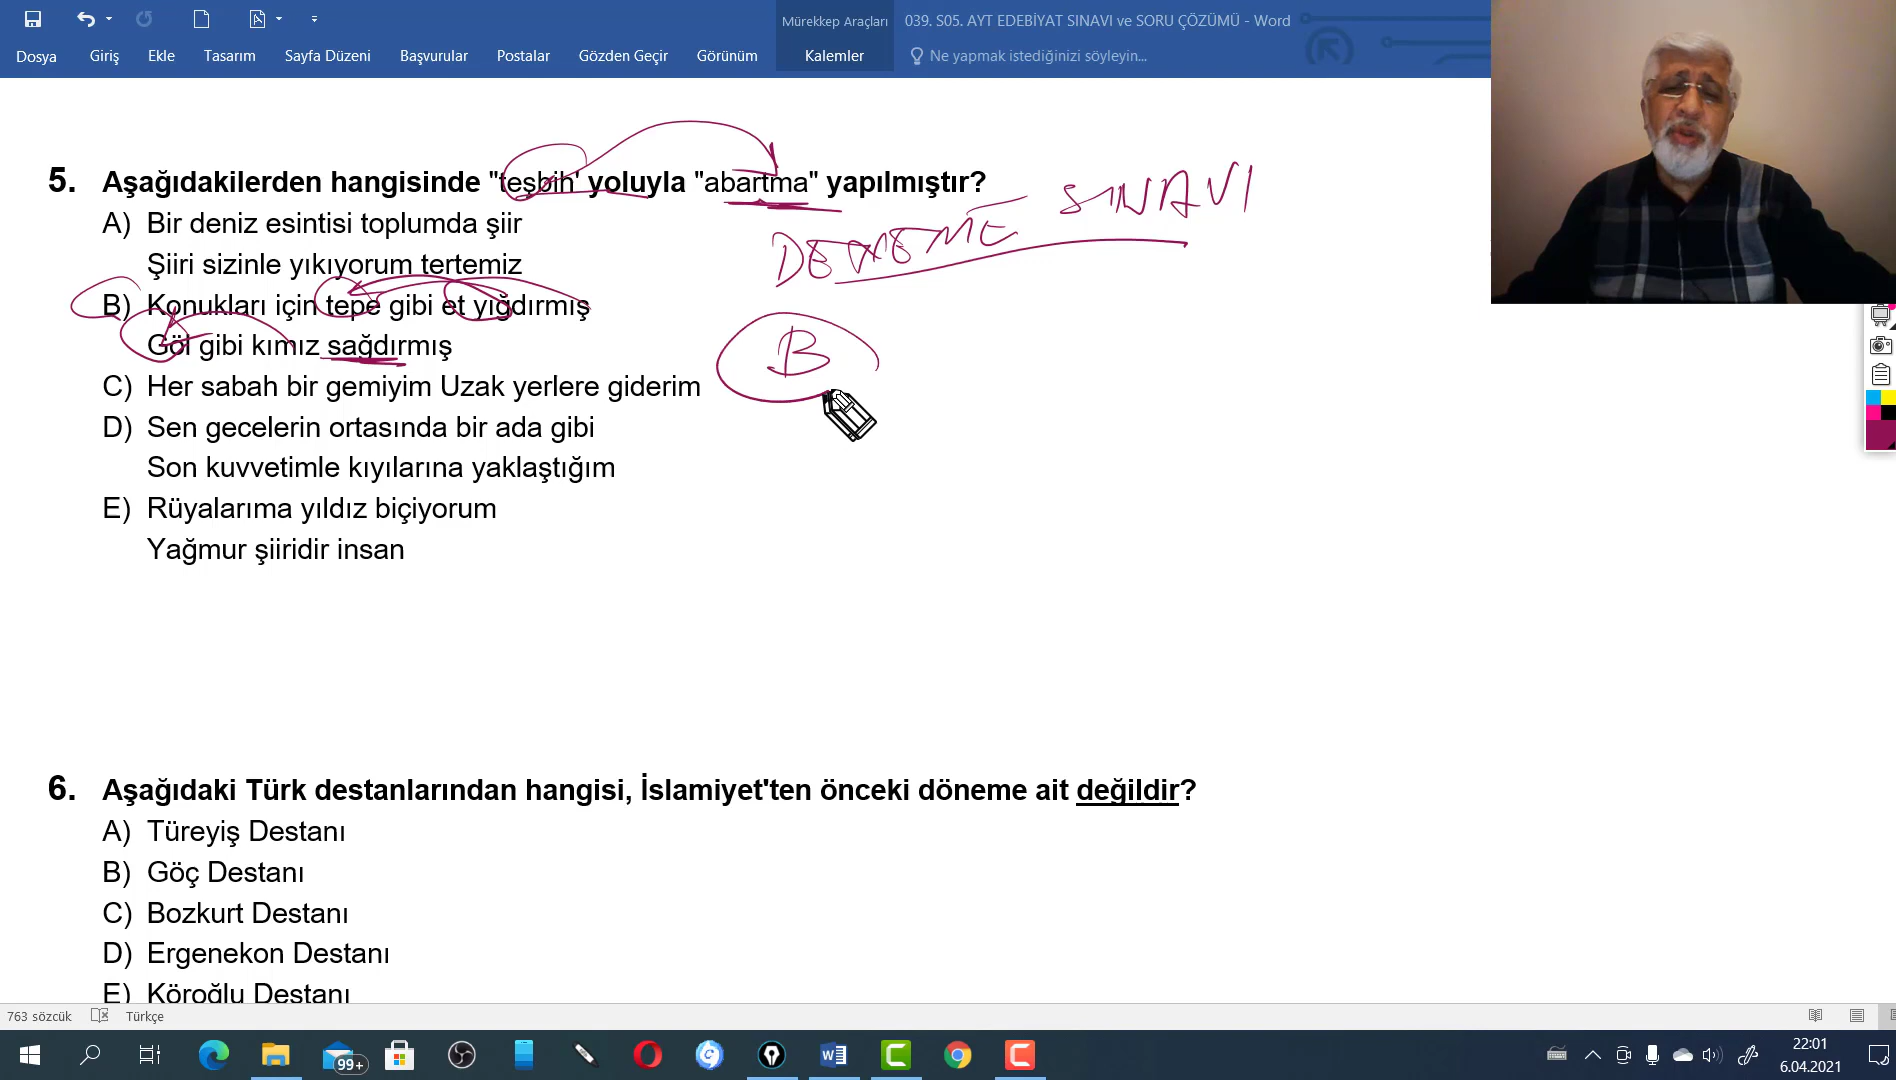 Mürekkep Araçları
039. S05. AYT EDEBİYAT SINAVI ve SORU ÇÖZÜMÜ - Word
Dosya Giriş Ekle Tasarım Sayfa Düzeni Başvurular Postalar Gözden Geçir Görünüm Kalemler Ne yapmak istediğinizi söyleyin...
5. Aşağıdakilerden hangisinde "teşbih' yoluyla "abartma" yapılmıştır?
DENEME SINAVI
A) Bir deniz esintisi toplumda şiir
Şiiri sizinle yıkıyorum tertemiz
B) Konukları için tepe gibi et yığdırmış
Göl gibi kımız sağdırmış
B
C) Her sabah bir gemiyim Uzak yerlere giderim
D) Sen gecelerin ortasında bir ada gibi
Son kuvvetimle kıyılarına yaklaştığım
E) Rüyalarıma yıldız biçiyorum
Yağmur şiiridir insan
6. Aşağıdaki Türk destanlarından hangisi, İslamiyet'ten önceki döneme ait değildir?
A) Türeyiş Destanı
B) Göç Destanı
C) Bozkurt Destanı
D) Ergenekon Destanı
E) Köroğlu Destanı
763 sözcük Türkçe
99+
22:01
6.04.2021